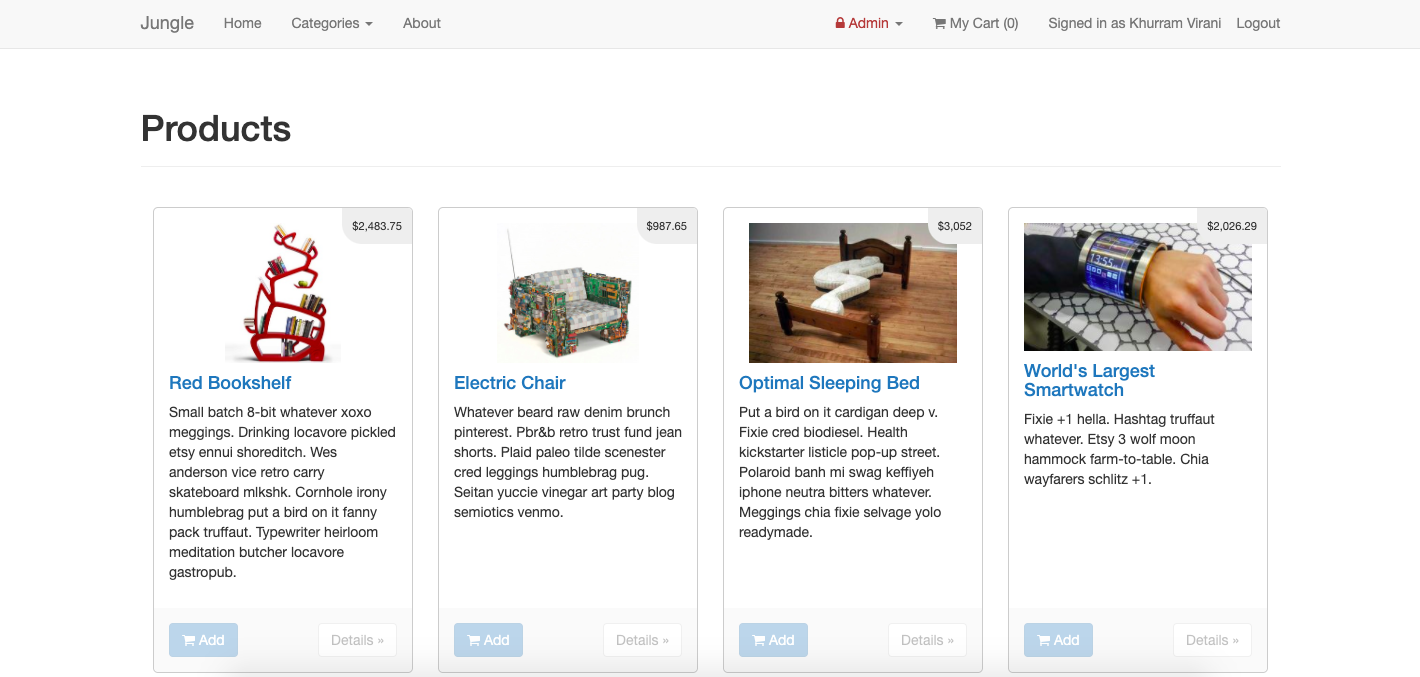 Jungle Home Categories About Admin My Cart (0) Signed in as Khurram Virani Logout
Products
$2,483.75
Red Bookshelf
Small batch 8-bit whatever xoxo
meggings. Drinking locavore pickled
etsy ennui shoreditch. Wes
anderson vice retro carry
skateboard mlkshk. Cornhole irony
humblebrag put a bird on it fanny
pack truffaut. Typewriter heirloom
meditation butcher locavore
gastropub.
Add Details »
$987.65
Electric Chair
Whatever beard raw denim brunch
pinterest. Pbr&b retro trust fund jean
shorts. Plaid paleo tilde scenester
cred leggings humblebrag pug.
Seitan yuccie vinegar art party blog
semiotics venmo.
Add Details »
$3,052
Optimal Sleeping Bed
Put a bird on it cardigan deep v.
Fixie cred biodiesel. Health
kickstarter listicle pop-up street.
Polaroid banh mi swag keffiyeh
iphone neutra bitters whatever.
Meggings chia fixie selvage yolo
readymade.
Add Details »
$2,026.29
13:55
World's Largest
Smartwatch
Fixie +1 hella. Hashtag truffaut
whatever. Etsy 3 wolf moon
hammock farm-to-table. Chia
wayfarers schlitz +1.
Add Details »